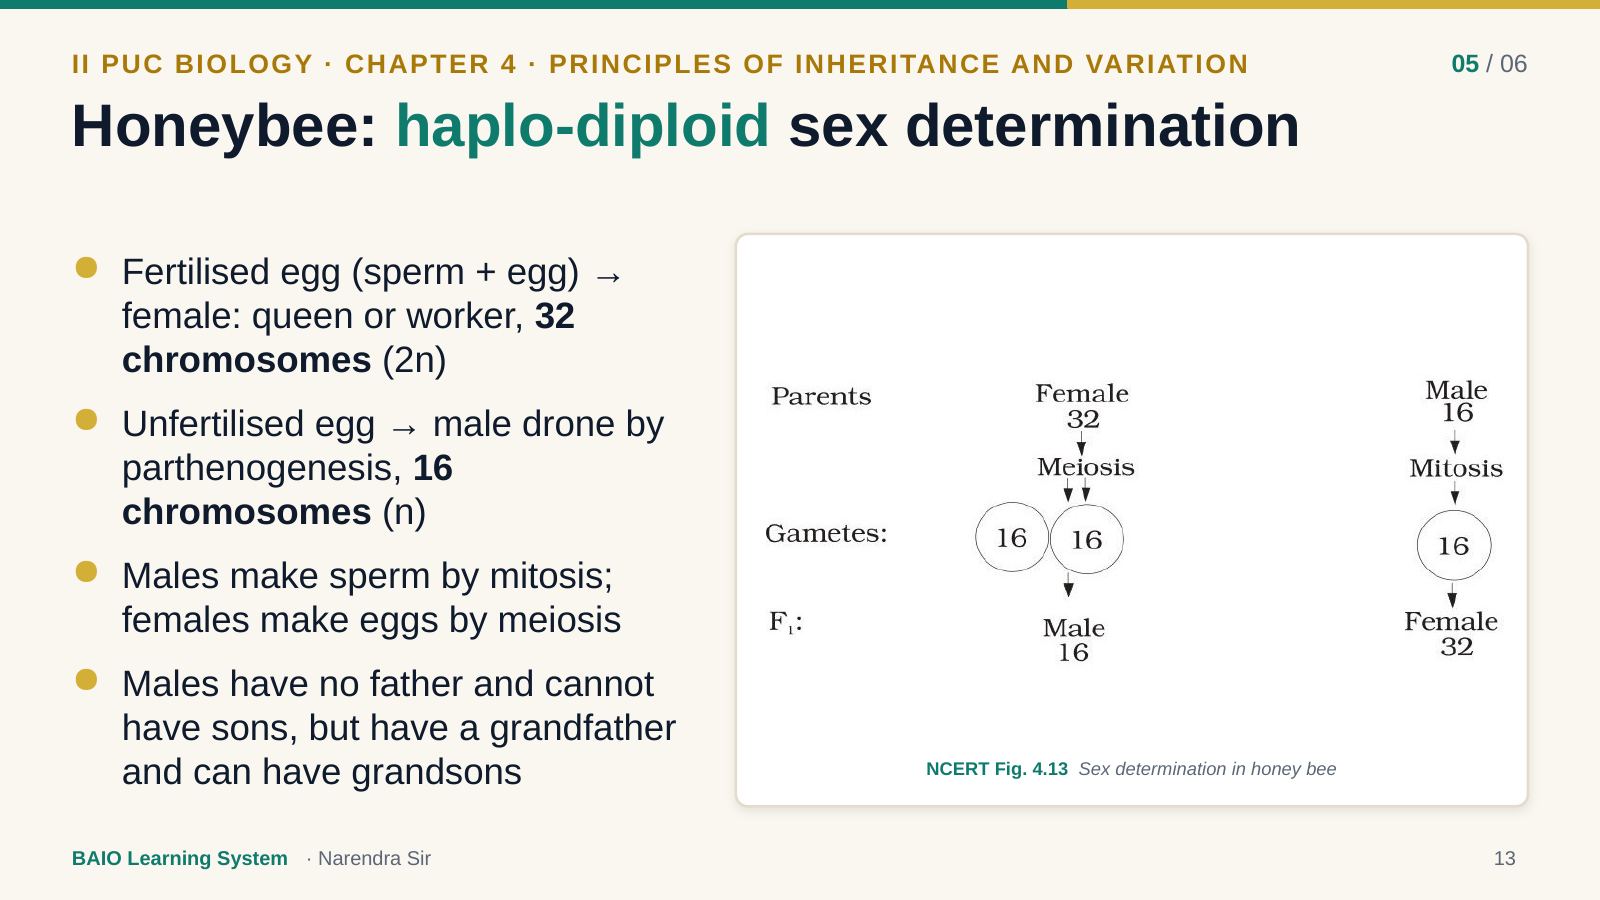 II PUC BIOLOGY · CHAPTER 4 · PRINCIPLES OF INHERITANCE AND VARIATION
05 / 06
Honeybee: haplo-diploid sex determination
Fertilised egg (sperm + egg) →
female: queen or worker, 32
chromosomes (2n)
Unfertilised egg → male drone by
parthenogenesis, 16
chromosomes (n)
Males make sperm by mitosis;
females make eggs by meiosis
Males have no father and cannot
have sons, but have a grandfather
and can have grandsons
Parents
Female
32
Male
16
Meiosis
Mitosis
Gametes:
16
16
16
F₁:
Male
16
Female
32
NCERT Fig. 4.13 Sex determination in honey bee
BAIO Learning System · Narendra Sir
13